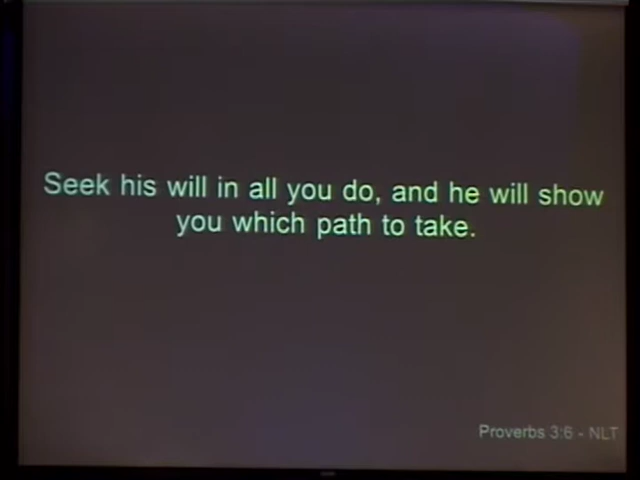 Seek his will in all you do, and he will show
you which path to take.
Proverbs 3:6 - NLT